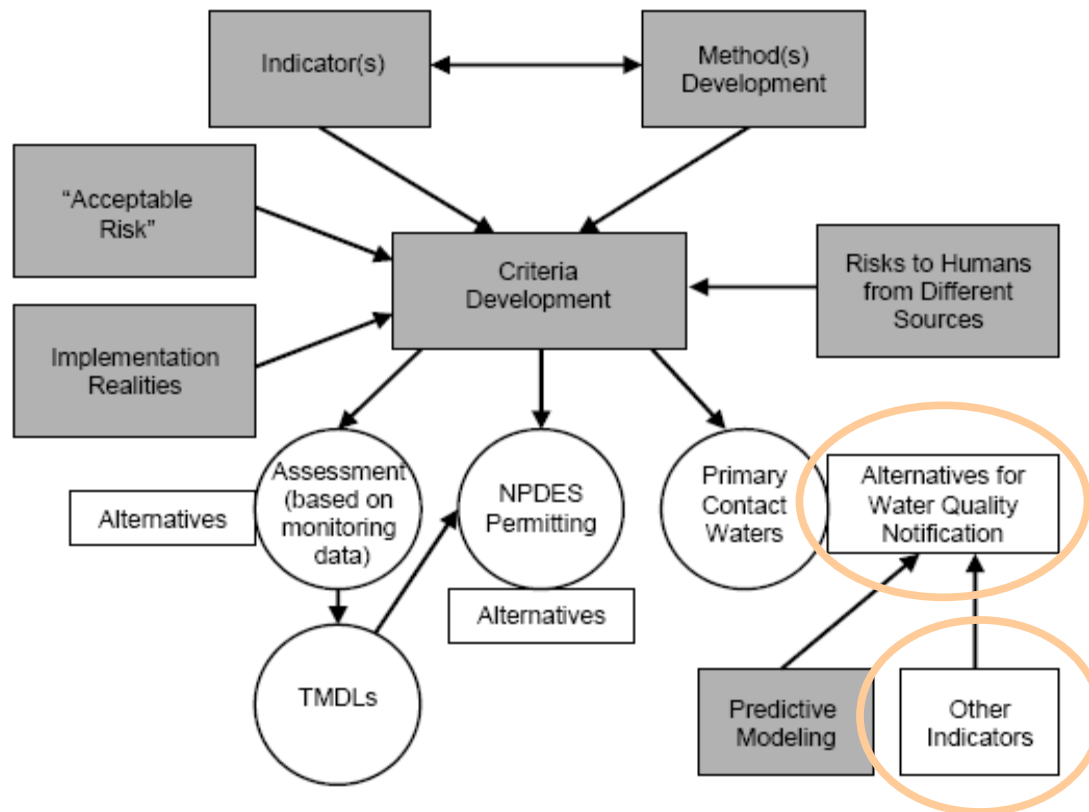 Indicator(s)
Method(s)
Development
“Acceptable
Risk”
Criteria
Development
Risks to Humans
from Different
Sources
Implementation
Realities
Alternatives
Assessment
(based on
monitoring
data)
NPDES
Permitting
Alternatives
Primary
Contact
Waters
Alternatives for
Water Quality
Notification
TMDLs
Predictive
Modeling
Other
Indicators